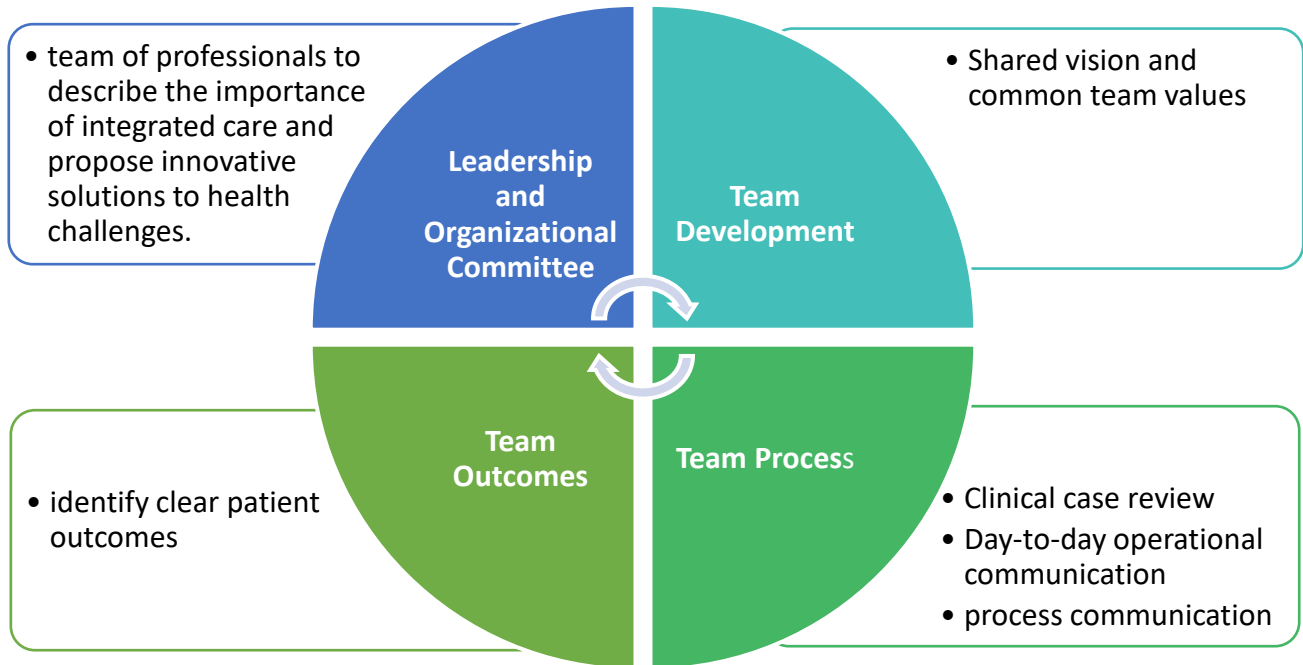 • team of professionals to
describe the importance
of integrated care and
propose innovative
solutions to health
challenges.
Leadership
and
Organizational
Committee
Team
Development
• Shared vision and
common team values
• identify clear patient
outcomes
Team
Outcomes
Team Process
• Clinical case review
• Day-to-day operational
communication
• process communication